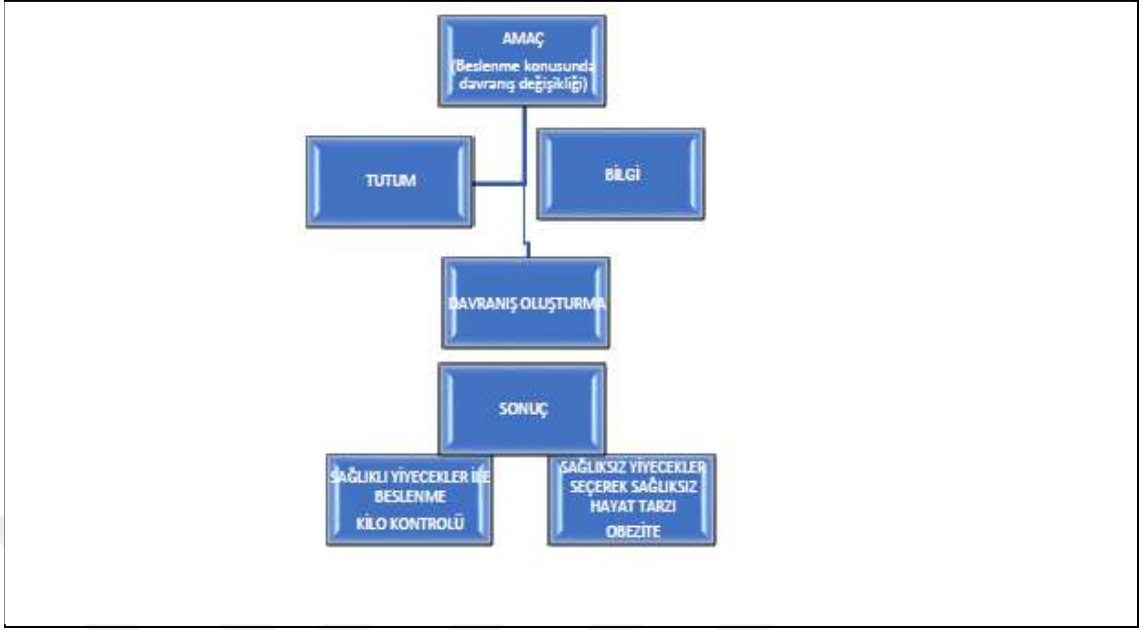 AMAÇ
(Beslenme konusunda
davranış değişikliği)
TUTUM
BİLGİ
DAVRANIŞ OLUŞTURMA
SONUÇ
SAĞLIKLI YİYECEKLER İLE
BESLENME
KİLO KONTROLÜ
SAĞLIKSIZ YİYECEKLER
SEÇEREK SAĞLIKSIZ
HAYAT TARZI
OBEZİTE